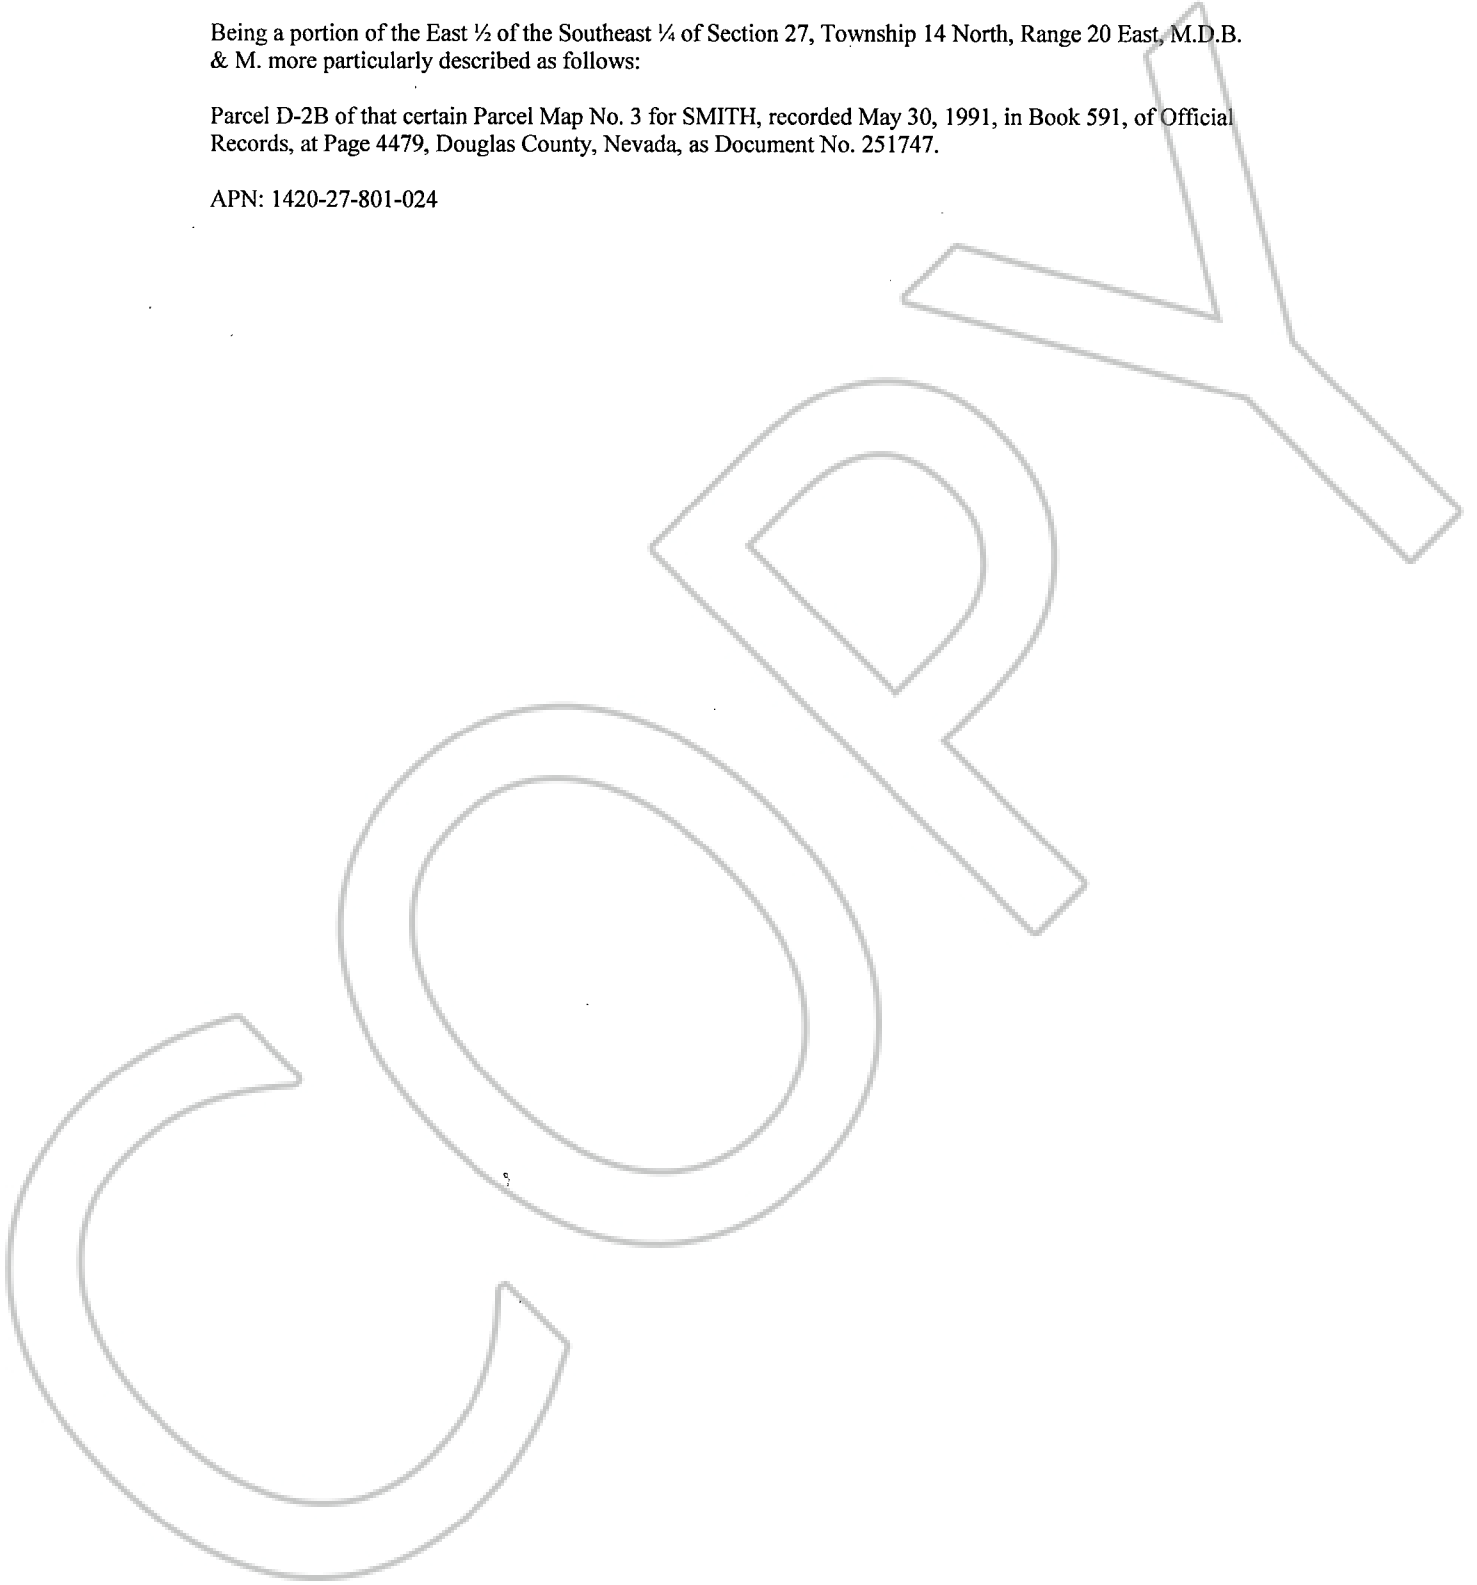 Being a portion of the East ½ of the Southeast ¼ of Section 27, Township 14 North, Range 20 East, M.D.B.
& M. more particularly described as follows:
Parcel D-2B of that certain Parcel Map No. 3 for SMITH, recorded May 30, 1991, in Book 591, of Official
Records, at Page 4479, Douglas County, Nevada, as Document No. 251747.
APN: 1420-27-801-024
COPY